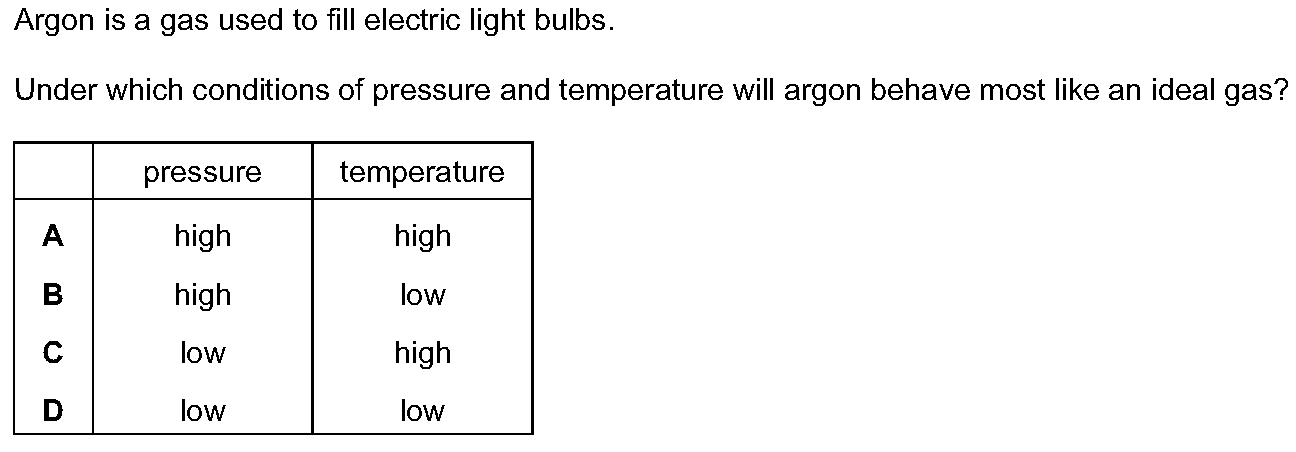 Argon is a gas used to fill electric light bulbs.
Under which conditions of pressure and temperature will argon behave most like an ideal gas?
pressure temperature
A high high
B high low
C low high
D low low